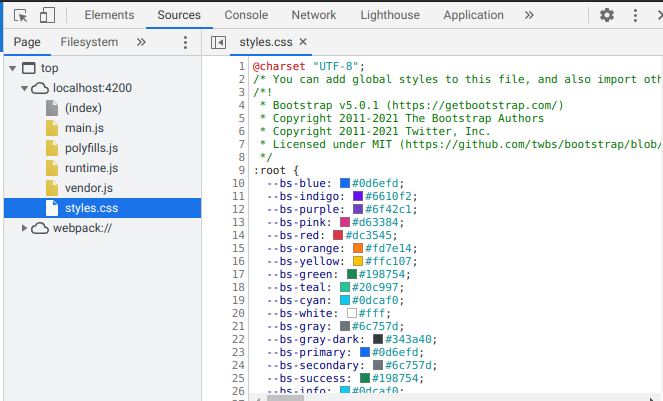 Elements Sources Console Network Lighthouse Application »
Page Filesystem » styles.css ×
top
localhost:4200
(index)
main.js
polyfills.js
runtime.js
vendor.js
styles.css
webpack://
1 @charset "UTF-8";
2 /* You can add global styles to this file, and also import oth
3 /*!
4  * Bootstrap v5.0.1 (https://getbootstrap.com/)
5  * Copyright 2011-2021 The Bootstrap Authors
6  * Copyright 2011-2021 Twitter, Inc.
7  * Licensed under MIT (https://github.com/twbs/bootstrap/blob/
8  */
9 :root {
10   --bs-blue: #0d6efd;
11   --bs-indigo: #6610f2;
12   --bs-purple: #6f42c1;
13   --bs-pink: #d63384;
14   --bs-red: #dc3545;
15   --bs-orange: #fd7e14;
16   --bs-yellow: #ffc107;
17   --bs-green: #198754;
18   --bs-teal: #20c997;
19   --bs-cyan: #0dcaf0;
20   --bs-white: #fff;
21   --bs-gray: #6c757d;
22   --bs-gray-dark: #343a40;
23   --bs-primary: #0d6efd;
24   --bs-secondary: #6c757d;
25   --bs-success: #198754;
26   --bs-info: #0dcaf0;